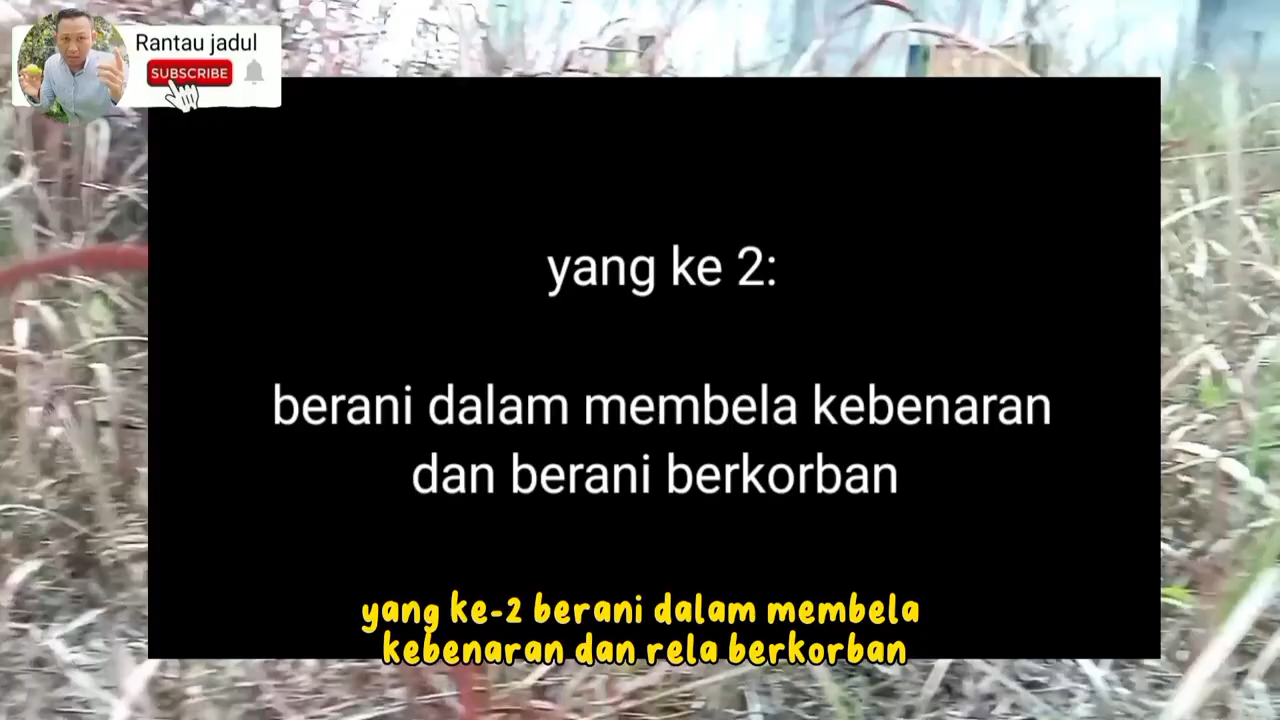 Rantau jadul
SUBSCRIBE
yang ke 2:
berani dalam membela kebenaran
dan berani berkorban
yang ke-2 berani dalam membela
kebenaran dan rela berkorban